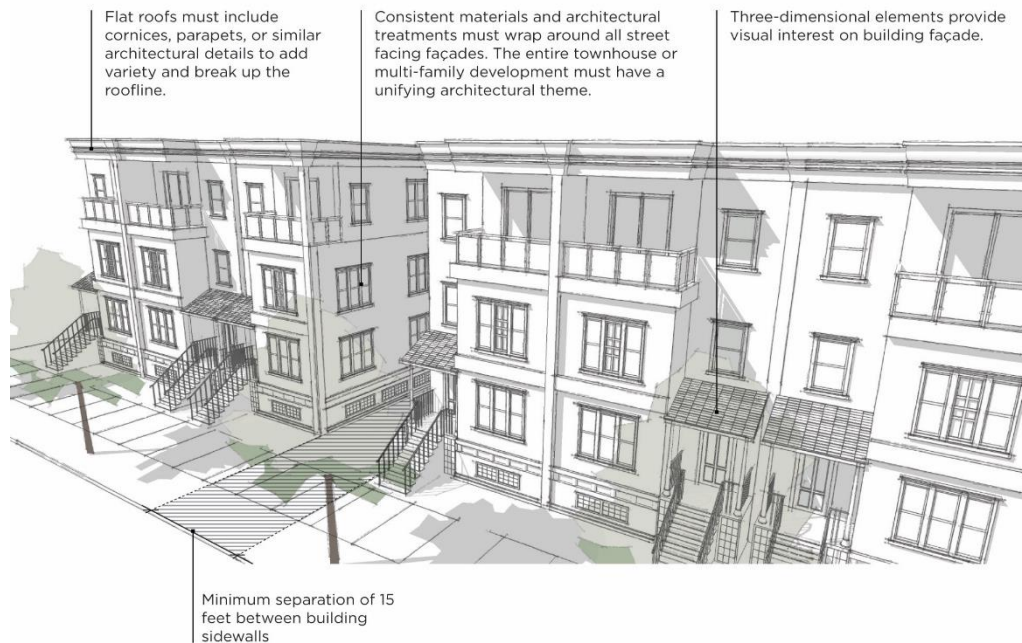 Flat roofs must include
cornices, parapets, or similar
architectural details to add
variety and break up the
roofline.
Consistent materials and architectural
treatments must wrap around all street
facing façades. The entire townhouse or
multi-family development must have a
unifying architectural theme.
Three-dimensional elements provide
visual interest on building façade.
Minimum separation of 15
feet between building
sidewalls